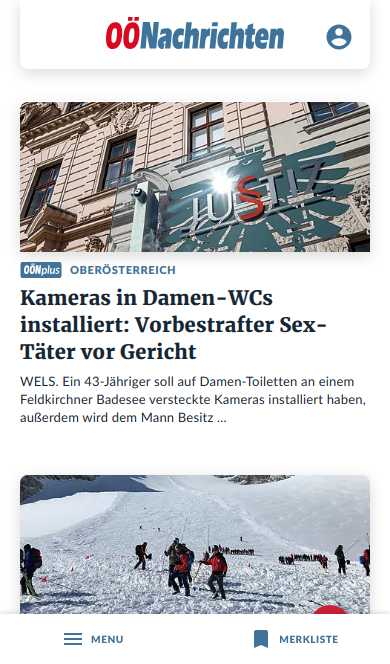 OÖNachrichten
JUSTIZ
OÖNplus OBERÖSTERREICH
Kameras in Damen-WCs
installiert: Vorbestrafter Sex-
Täter vor Gericht
WELS. Ein 43-Jähriger soll auf Damen-Toiletten an einem
Feldkirchner Badesee versteckte Kameras installiert haben,
außerdem wird dem Mann Besitz ...
MENU MERKLISTE